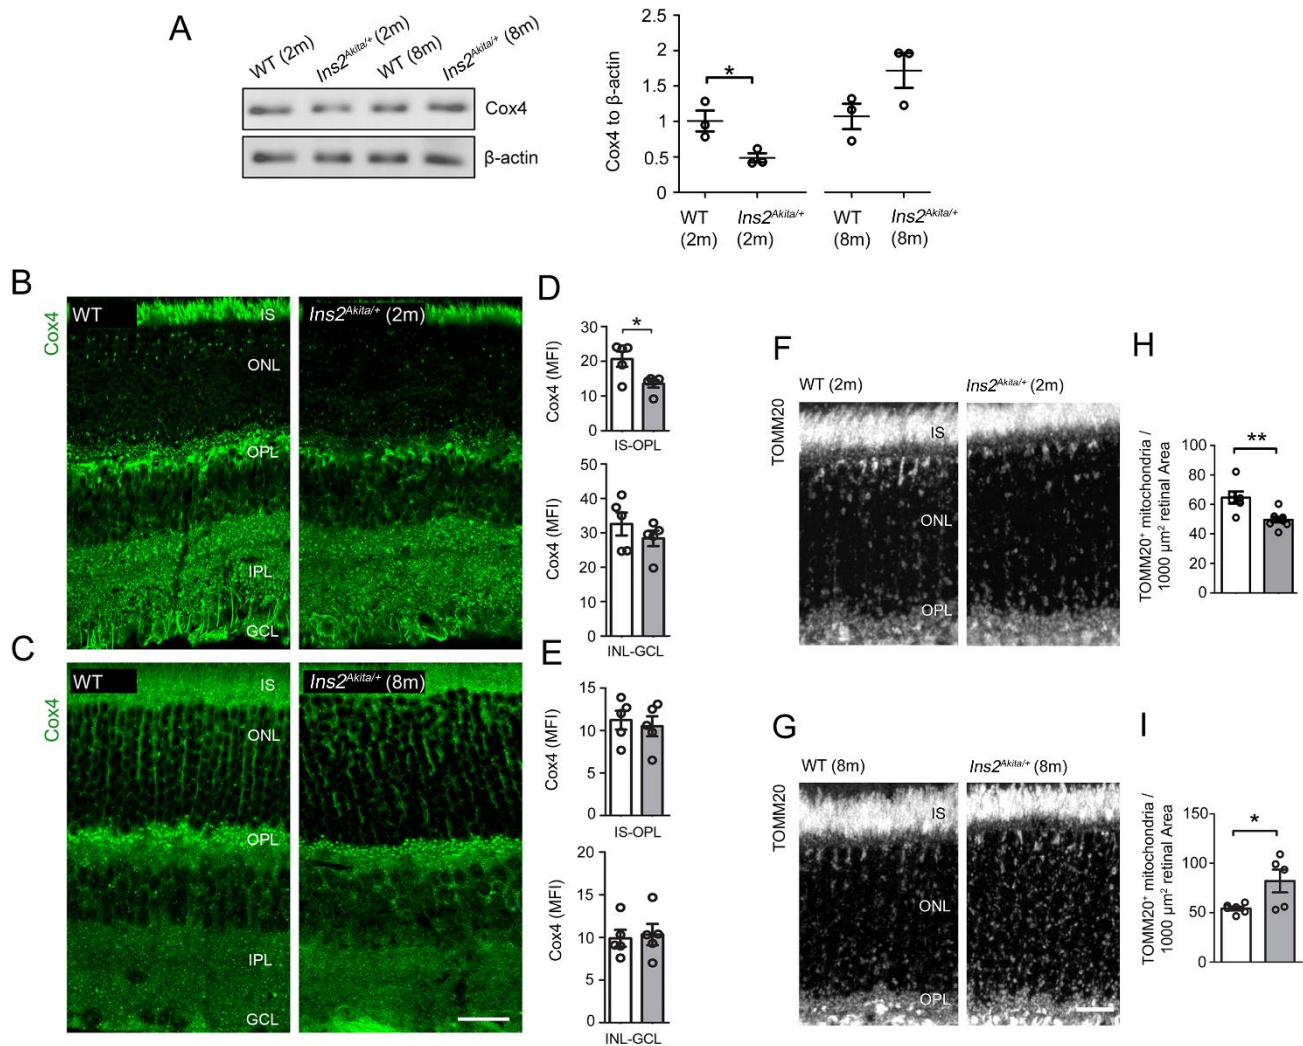 A
WT (2m)
Ins2Akita/+ (2m)
WT (8m)
Ins2Akita/+ (8m)
Cox4
β-actin
Cox4 to β-actin
2.5
2
1.5
1
0.5
0
*
WT
(2m)
Ins2Akita/+
(2m)
WT
(8m)
Ins2Akita/+
(8m)
B
Cox4
WT
IS
ONL
OPL
IPL
GCL
Ins2Akita/+ (2m)
C
Cox4
WT
IS
ONL
OPL
IPL
GCL
Ins2Akita/+ (8m)
D
Cox4 (MFI)
30
20
10
0
*
IS-OPL
Cox4 (MFI)
50
40
30
20
10
0
INL-GCL
E
Cox4 (MFI)
15
10
5
0
IS-OPL
Cox4 (MFI)
20
15
10
5
0
INL-GCL
F
WT (2m)
Ins2Akita/+ (2m)
TOMM20
IS
ONL
OPL
G
WT (8m)
Ins2Akita/+ (8m)
TOMM20
IS
ONL
OPL
H
TOMM20⁺ mitochondria /
1000 µm² retinal Area
100
80
60
40
20
0
**
I
TOMM20⁺ mitochondria /
1000 µm² retinal Area
150
100
50
0
*